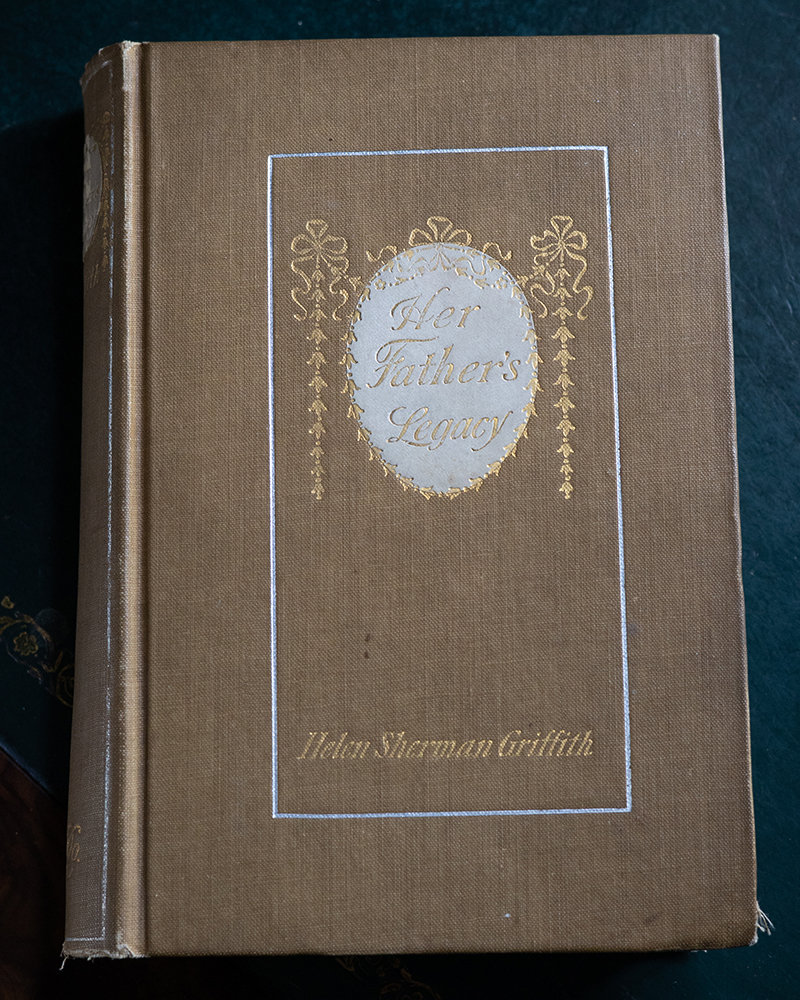 Her
Father's
Legacy
Helen Sherman Griffith